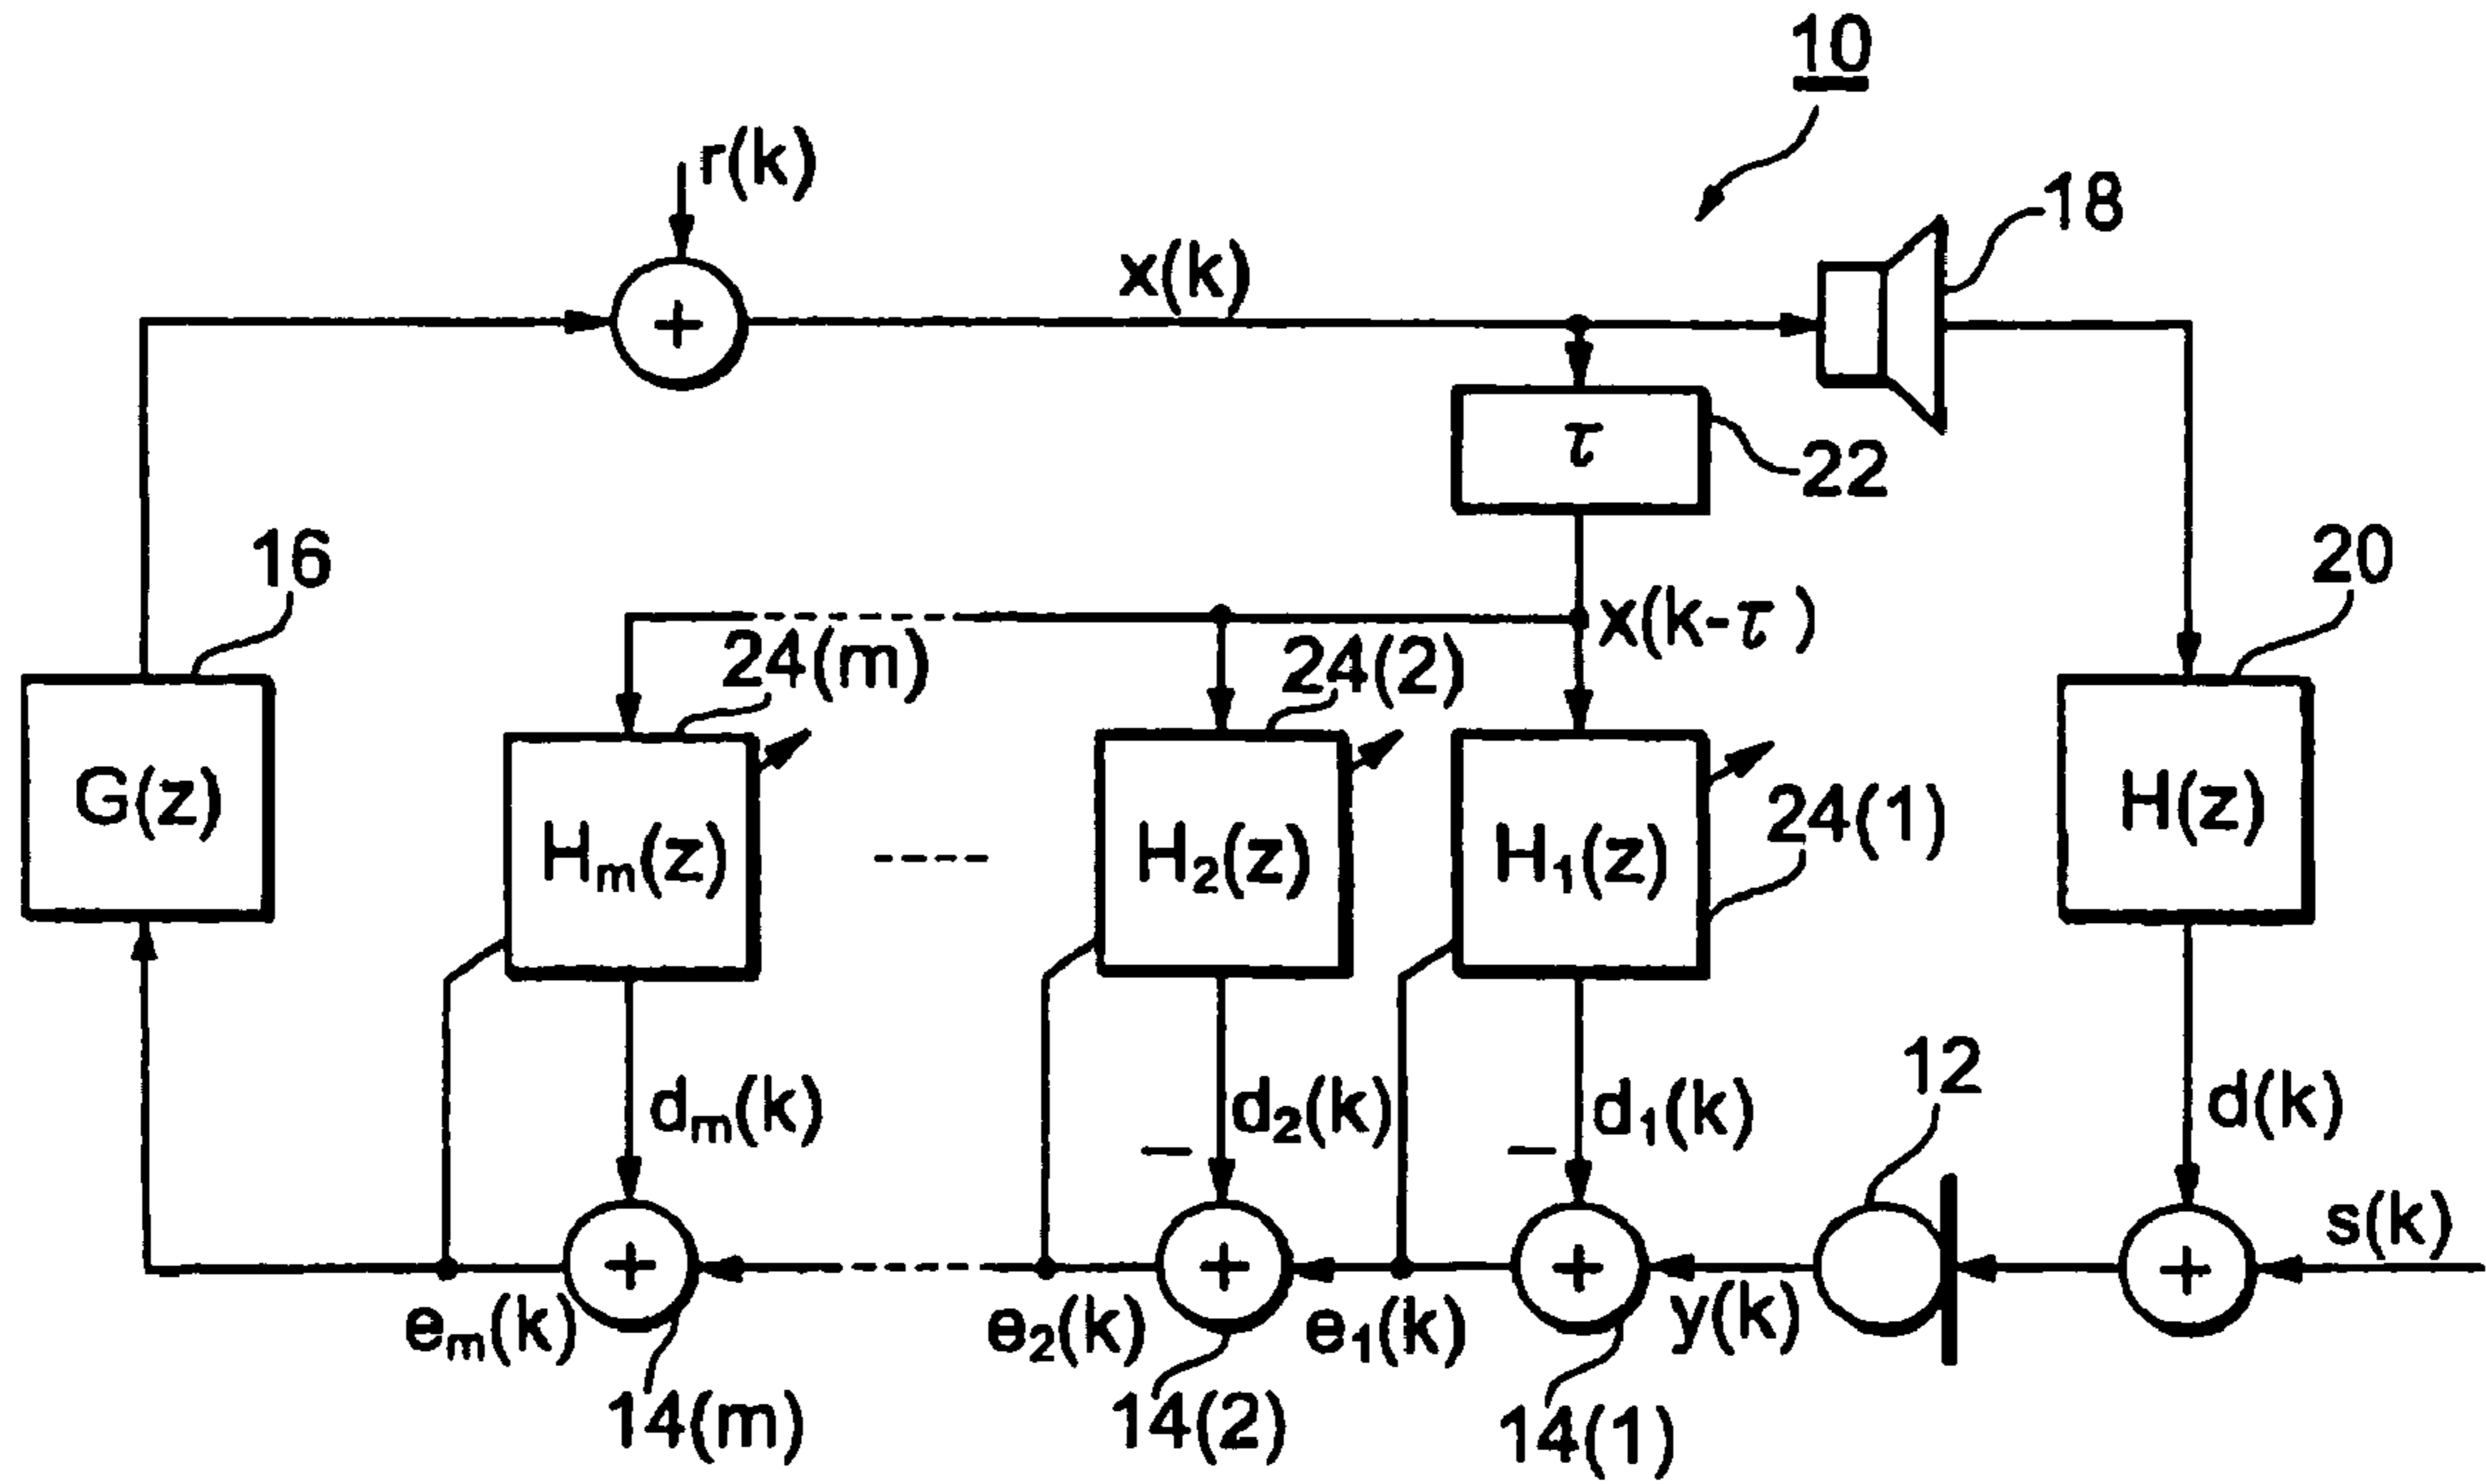 10
r(k)
x(k)
18
+
τ
22
16
20
x(k-τ)
24(m)
24(2)
G(z)
Hm(z)
----
H2(z)
H1(z)
24(1)
H(z)
12
dm(k)
d2(k)
d1(k)
d(k)
–
–
s(k)
+
+
+
+
em(k)
e2(k)
e1(k)
y(k)
14(m)
14(2)
14(1)